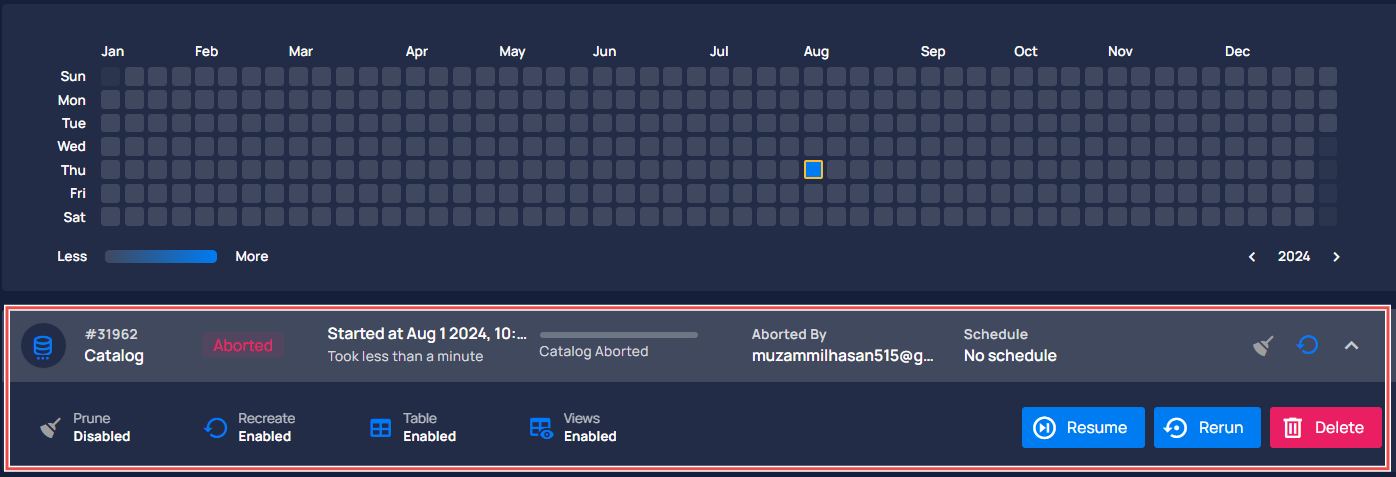 Jan Feb Mar Apr May Jun Jul Aug Sep Oct Nov Dec
Sun
Mon
Tue
Wed
Thu
Fri
Sat
Less More 2024
#31962
Catalog
Aborted
Started at Aug 1 2024, 10:...
Took less than a minute
Catalog Aborted
Aborted By
muzammilhasan515@g...
Schedule
No schedule
Prune
Disabled
Recreate
Enabled
Table
Enabled
Views
Enabled
Resume
Rerun
Delete